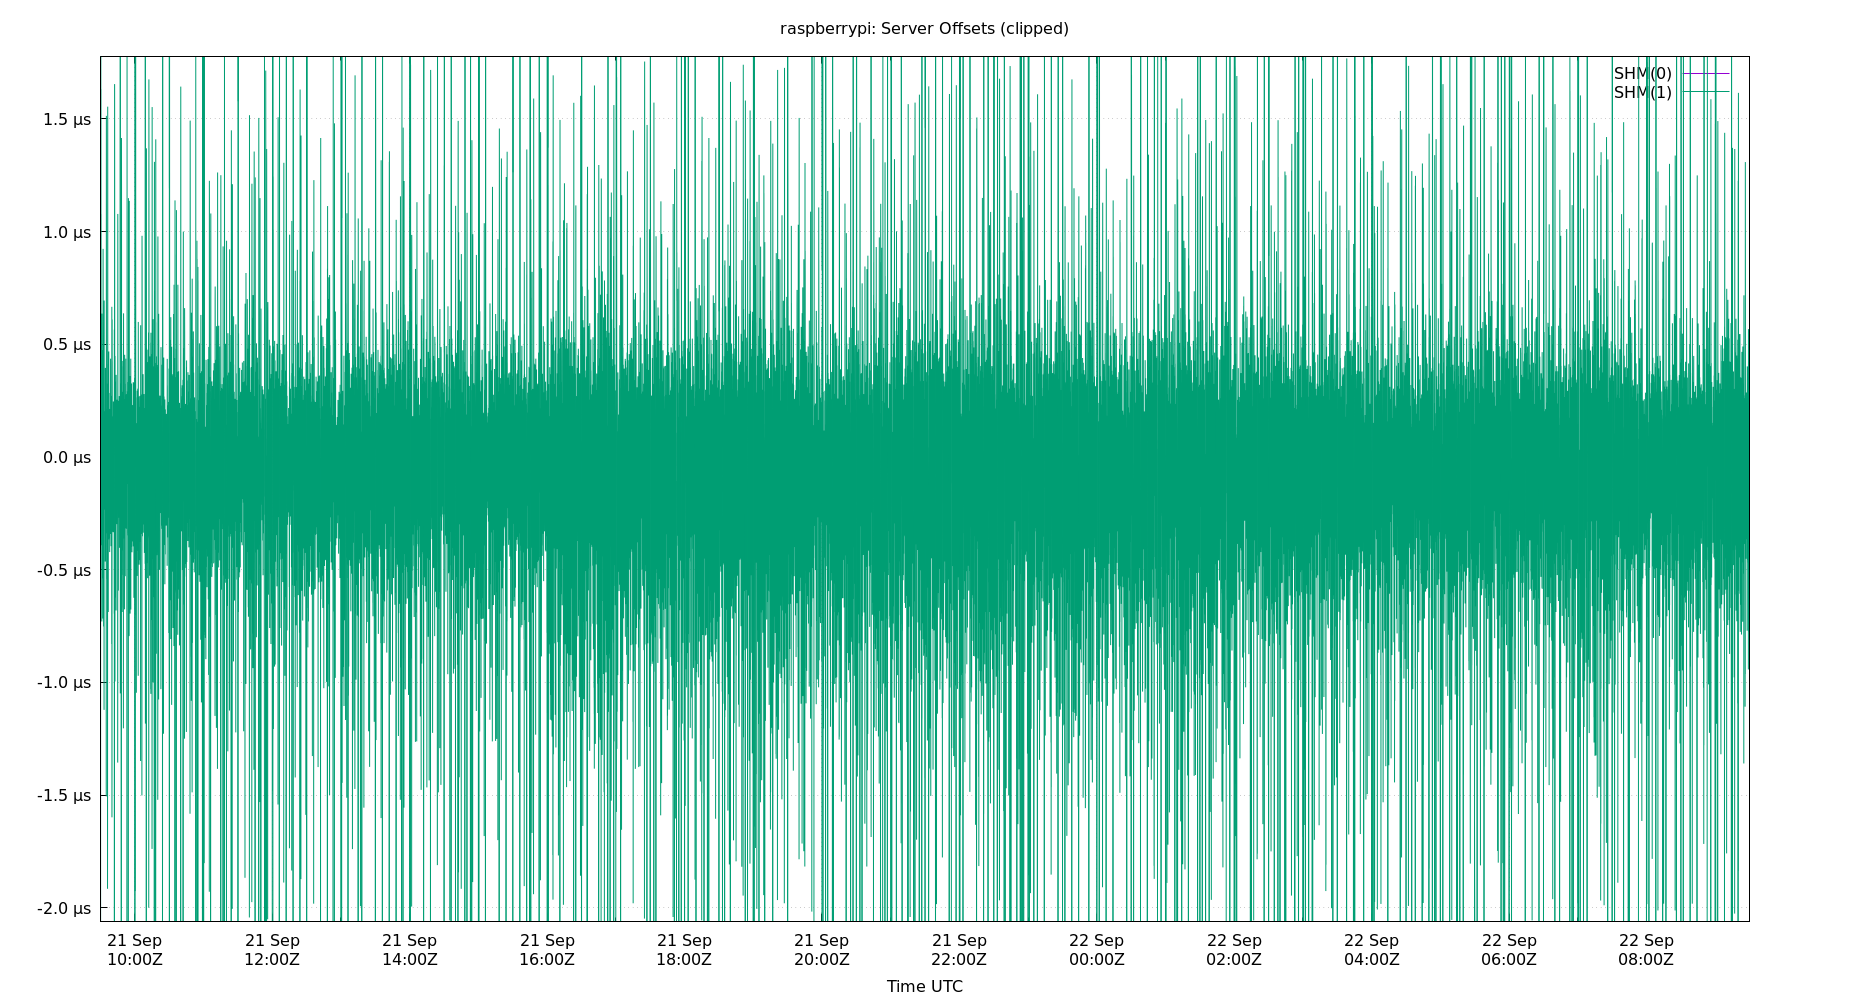 raspberrypi: Server Offsets (clipped)
SHM(0)
SHM(1)
1.5 µs
1.0 µs
0.5 µs
0.0 µs
-0.5 µs
-1.0 µs
-1.5 µs
-2.0 µs
21 Sep 21 Sep 21 Sep 21 Sep 21 Sep 21 Sep 21 Sep 22 Sep 22 Sep 22 Sep 22 Sep 22 Sep
10:00Z 12:00Z 14:00Z 16:00Z 18:00Z 20:00Z 22:00Z 00:00Z 02:00Z 04:00Z 06:00Z 08:00Z
Time UTC